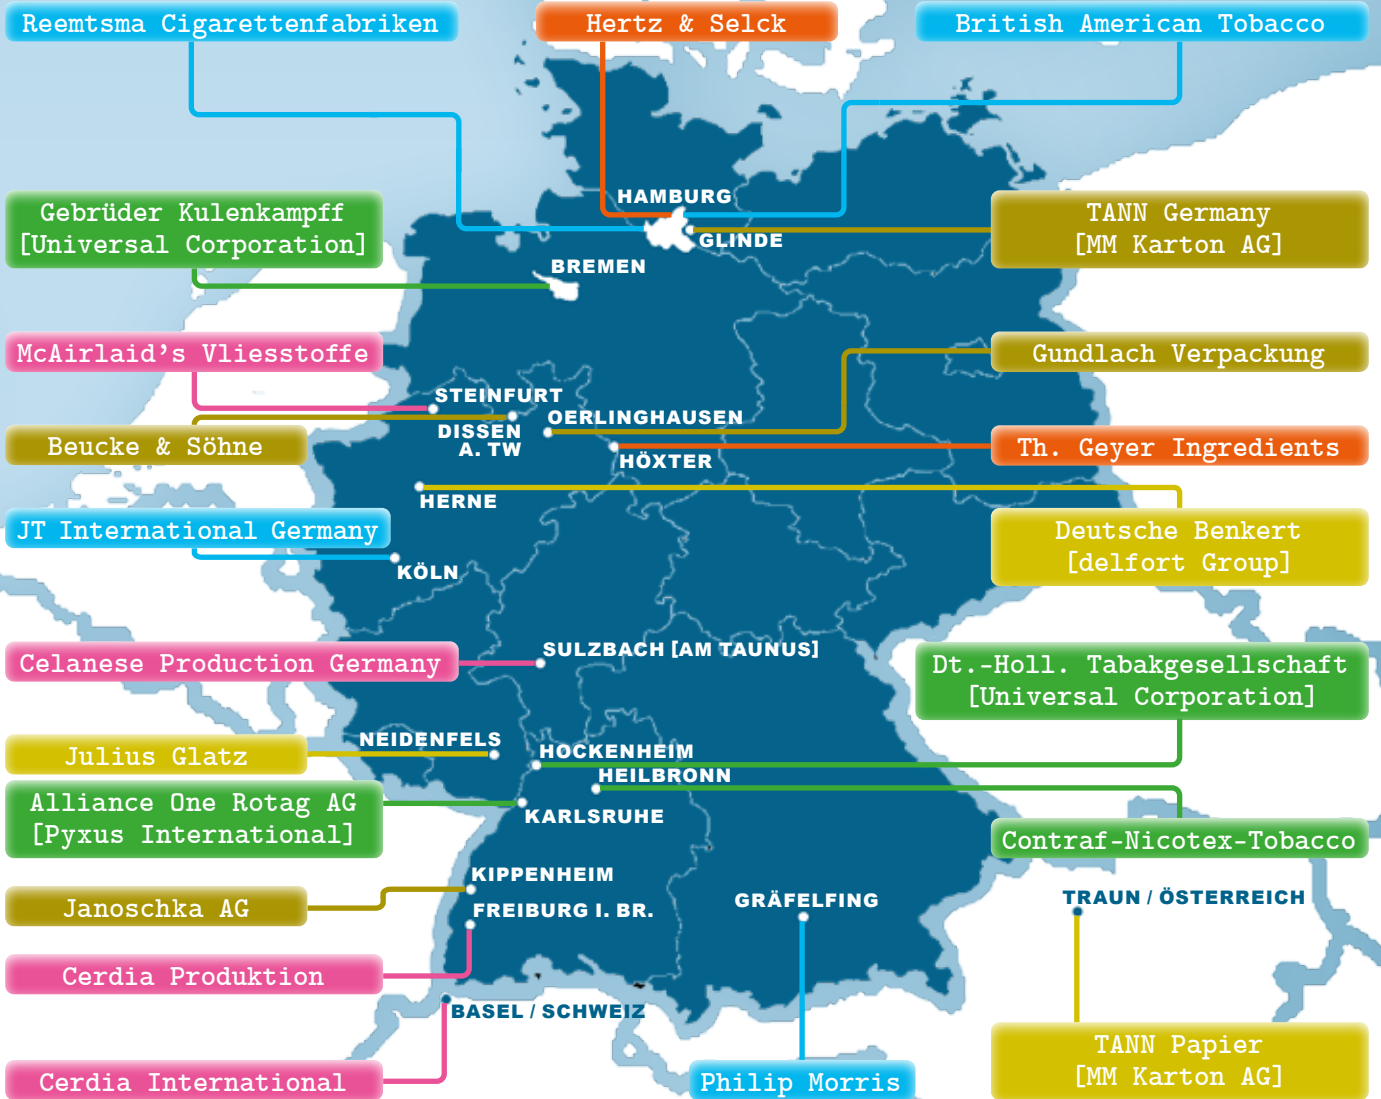 Reemtsma Cigarettenfabriken
Hertz & Selck
British American Tobacco
HAMBURG
Gebrüder Kulenkampff
[Universal Corporation]
TANN Germany
[MM Karton AG]
GLINDE
BREMEN
McAirlaid's Vliesstoffe
Gundlach Verpackung
STEINFURT
OERLINGHAUSEN
DISSEN
A. TW
Beucke & Söhne
Th. Geyer Ingredients
HÖXTER
HERNE
JT International Germany
Deutsche Benkert
[delfort Group]
KÖLN
SULZBACH [AM TAUNUS]
Celanese Production Germany
Dt.-Holl. Tabakgesellschaft
[Universal Corporation]
NEIDENFELS
Julius Glatz
HOCKENHEIM
HEILBRONN
Alliance One Rotag AG
[Pyxus International]
KARLSRUHE
Contraf-Nicotex-Tobacco
KIPPENHEIM
Janoschka AG
FREIBURG I. BR.
GRÄFELFING
TRAUN / ÖSTERREICH
Cerdia Produktion
BASEL / SCHWEIZ
TANN Papier
[MM Karton AG]
Cerdia International
Philip Morris